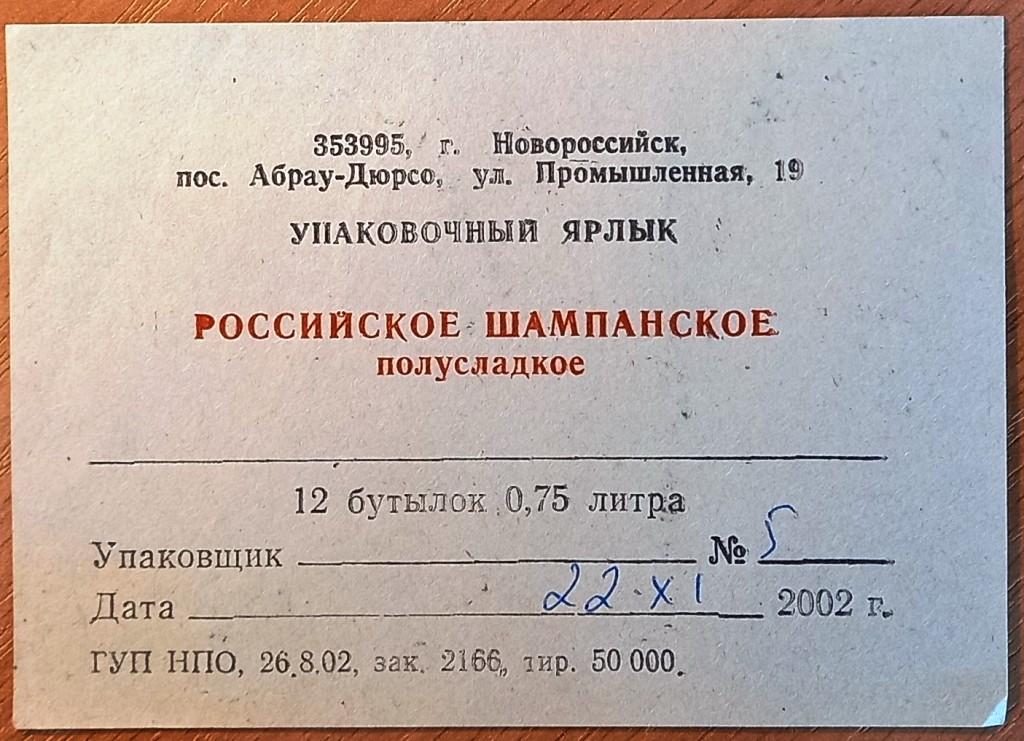 353995, г. Новороссийск,
пос. Абрау-Дюрсо, ул. Промышленная, 19
УПАКОВОЧНЫЙ ЯРЛЫК
РОССИЙСКОЕ ШАМПАНСКОЕ
полусладкое
12 бутылок 0,75 литра
Упаковщик № 5
Дата 22·XI 2002 г.
ГУП НПО, 26.8.02, зак. 2166, тир. 50 000.